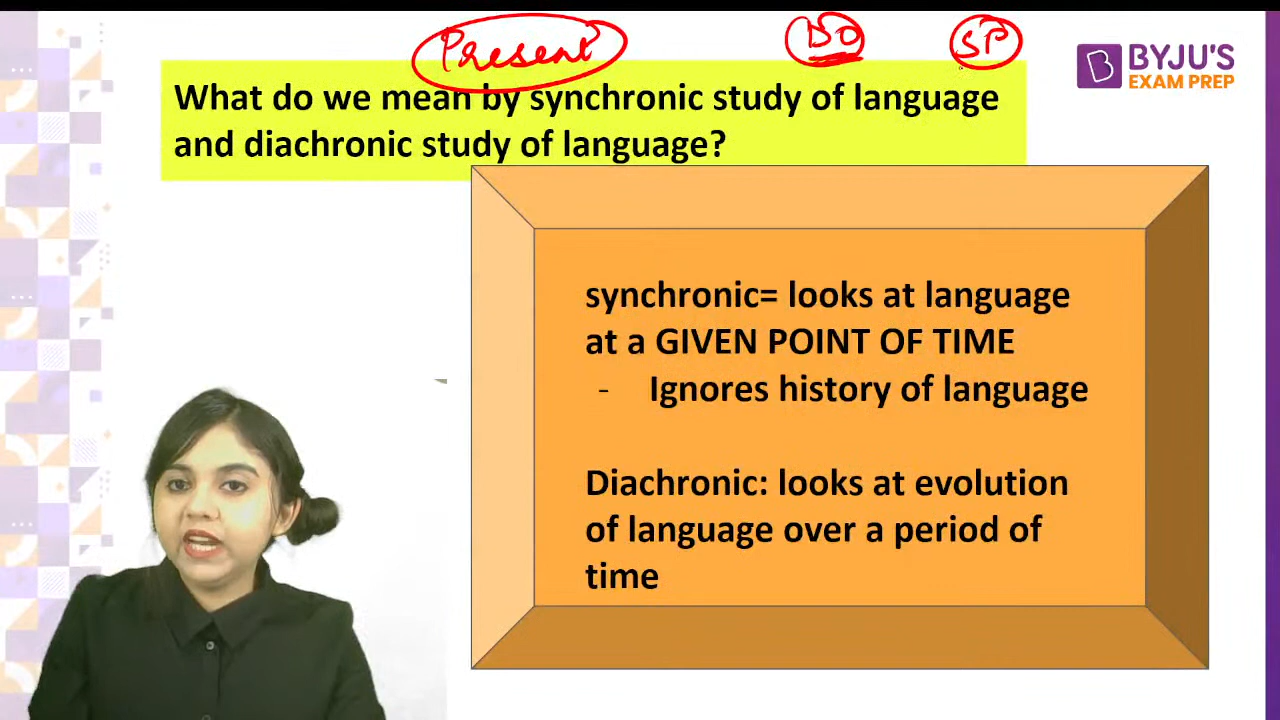 Present
SP
BYJU'S
EXAM PREP
What do we mean by synchronic study of language
and diachronic study of language?
synchronic= looks at language
at a GIVEN POINT OF TIME
- Ignores history of language
Diachronic: looks at evolution
of language over a period of
time